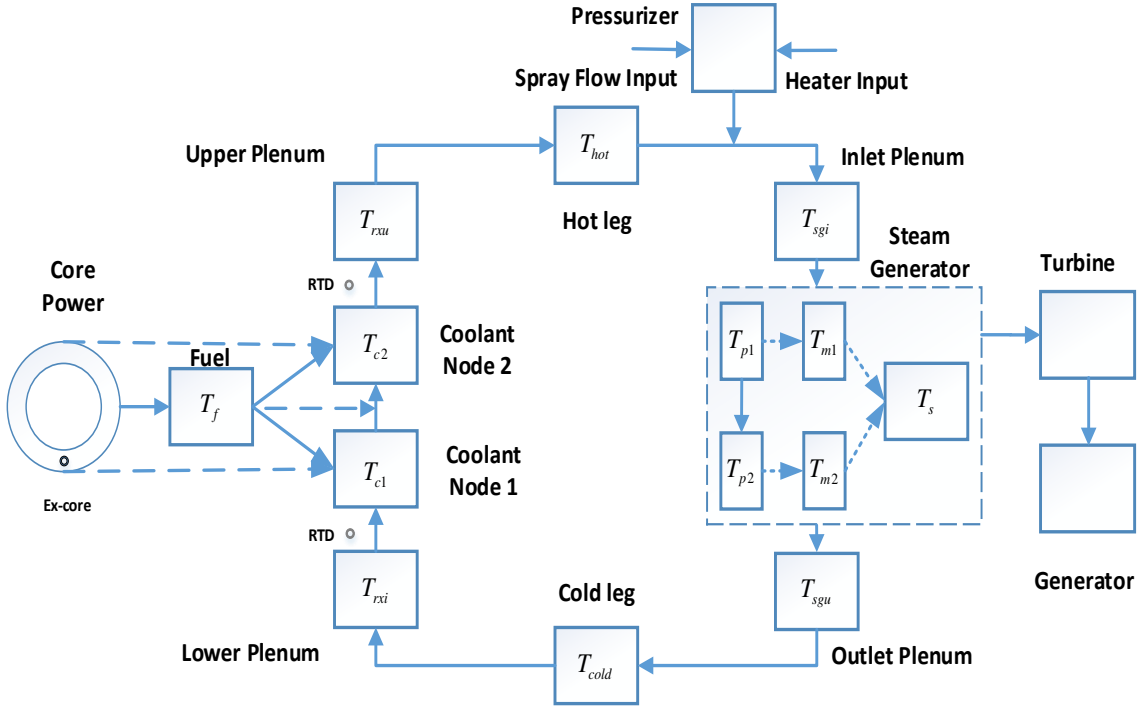 Pressurizer
Spray Flow Input
Heater Input
Upper Plenum
T_hot
Inlet Plenum
Hot leg
T_rxu
T_sgi
Steam
Generator
Turbine
Core
Power
RTD
Fuel
T_c2
Coolant
Node 2
T_p1
T_m1
T_f
T_s
T_c1
Coolant
Node 1
T_p2
T_m2
Ex-core
RTD
T_rxi
Cold leg
T_sgu
Generator
Lower Plenum
T_cold
Outlet Plenum